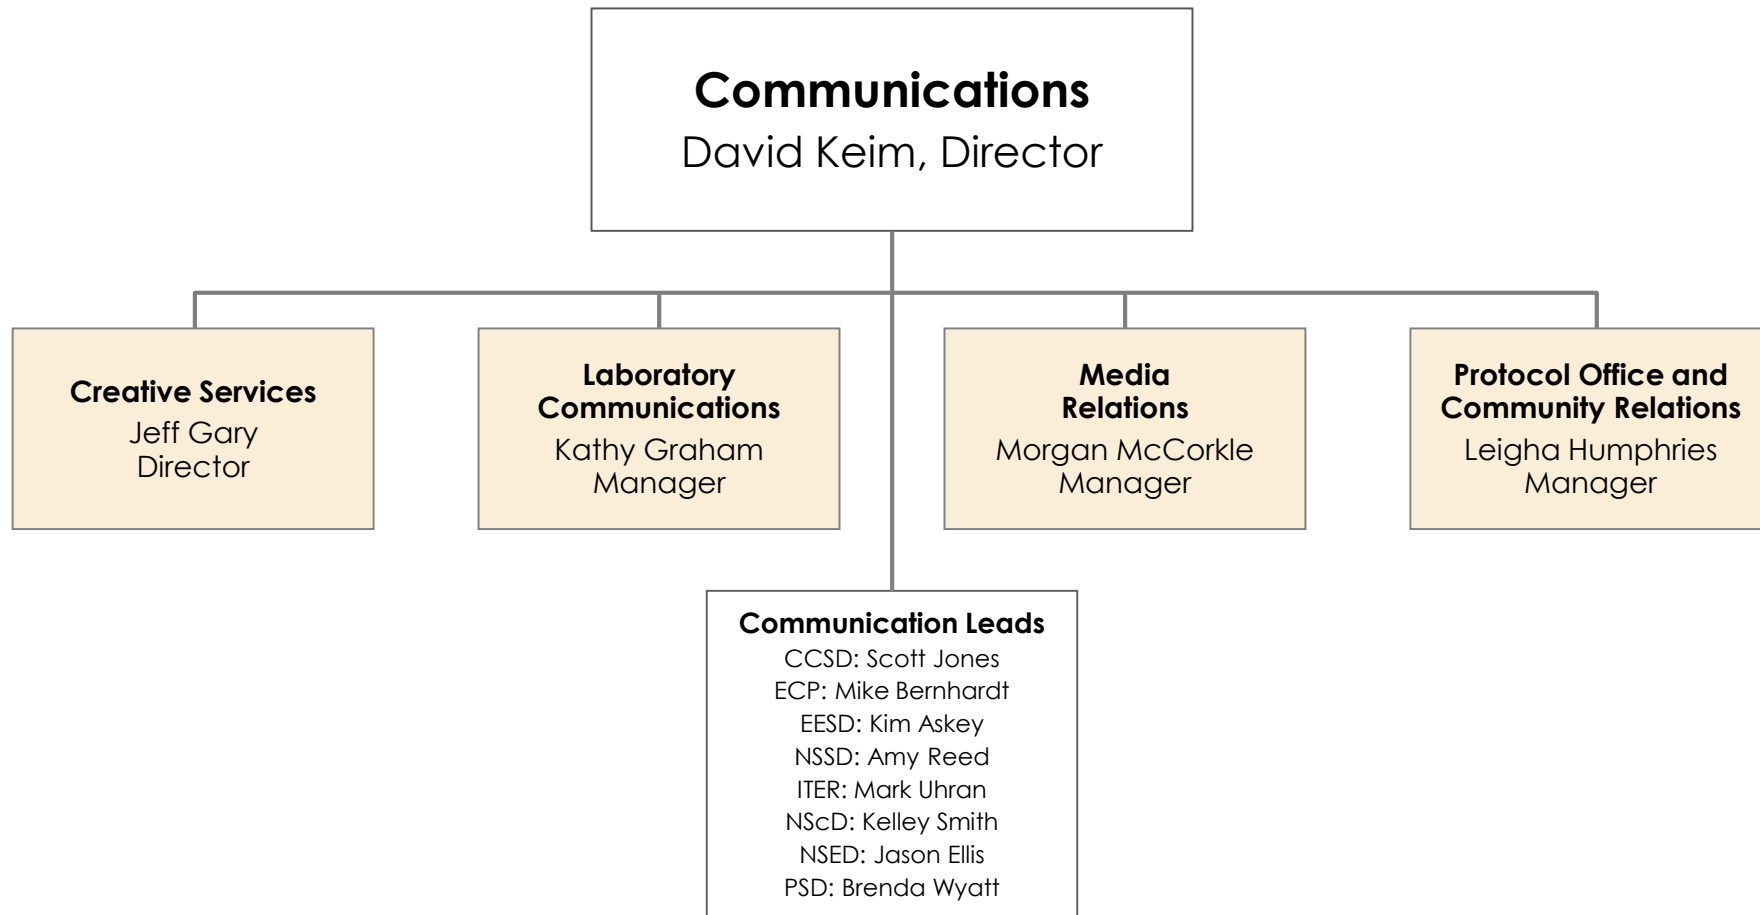 Communications
David Keim, Director
Creative Services
Jeff Gary
Director
Laboratory
Communications
Kathy Graham
Manager
Media
Relations
Morgan McCorkle
Manager
Protocol Office and
Community Relations
Leigha Humphries
Manager
Communication Leads
CCSD: Scott Jones
ECP: Mike Bernhardt
EESD: Kim Askey
NSSD: Amy Reed
ITER: Mark Uhran
NScD: Kelley Smith
NSED: Jason Ellis
PSD: Brenda Wyatt